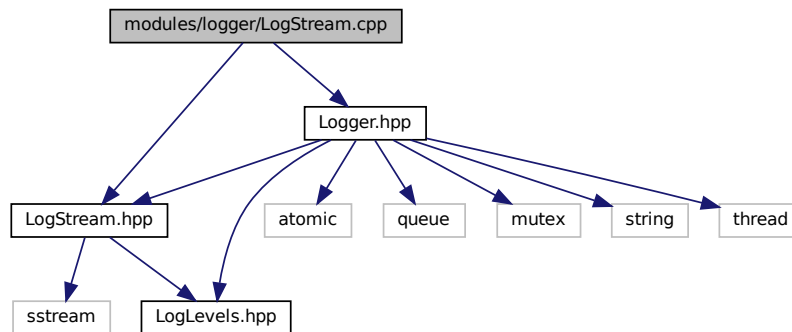 modules/logger/LogStream.cpp
Logger.hpp
LogStream.hpp
atomic
queue
mutex
string
thread
sstream
LogLevels.hpp